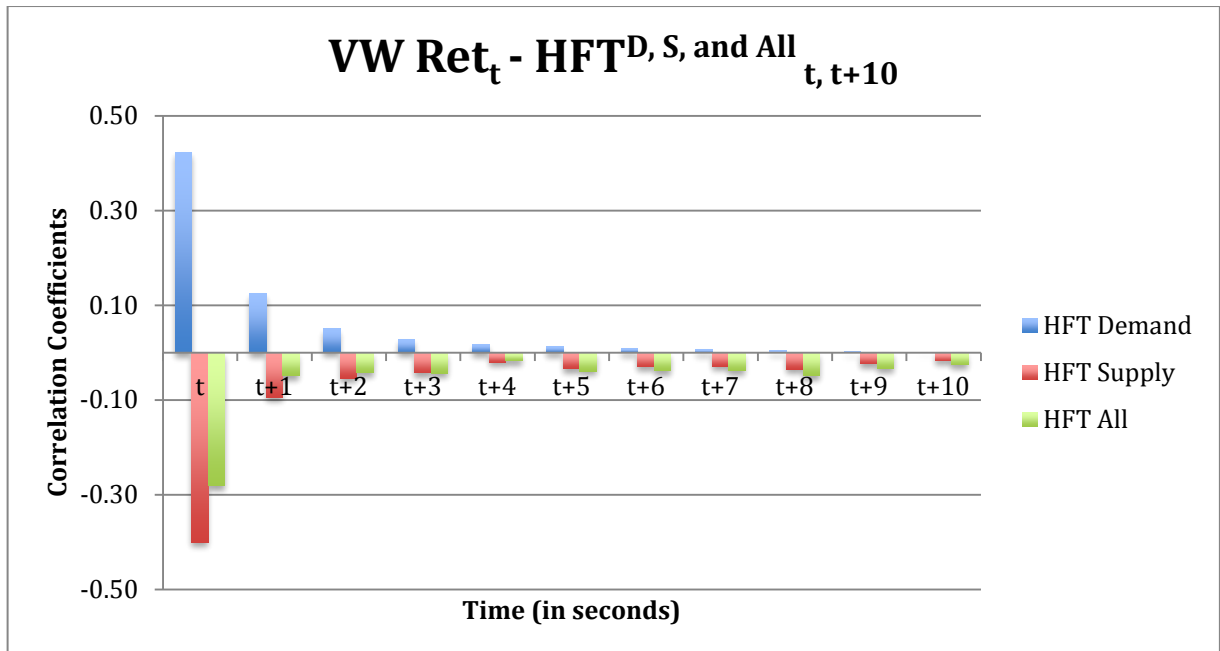 VW Ret_t - HFT^D, S, and All _t, t+10
0.50
0.30
0.10
-0.10
-0.30
-0.50
Correlation Coefficients
t t+1 t+2 t+3 t+4 t+5 t+6 t+7 t+8 t+9 t+10
Time (in seconds)
HFT Demand
HFT Supply
HFT All